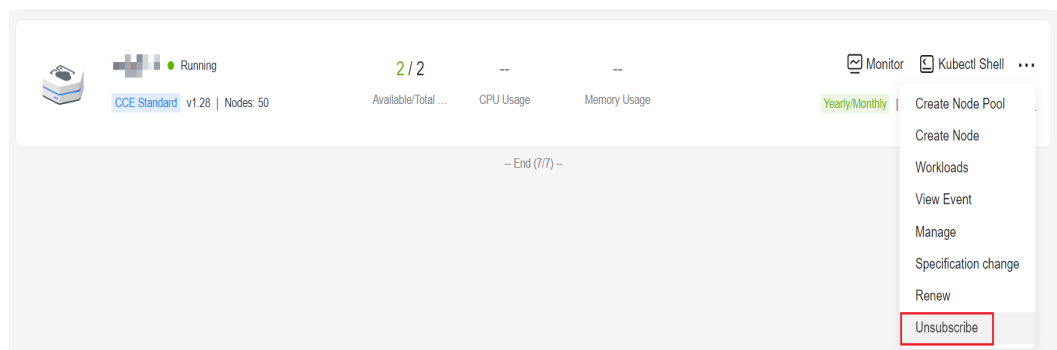 Running
2 / 2
--
--
Monitor
Kubectl Shell
CCE Standard v1.28 | Nodes: 50
Available/Total ...
CPU Usage
Memory Usage
Yearly/Monthly |
Create Node Pool
Create Node
Workloads
View Event
Manage
Specification change
Renew
Unsubscribe
-- End (7/7) --